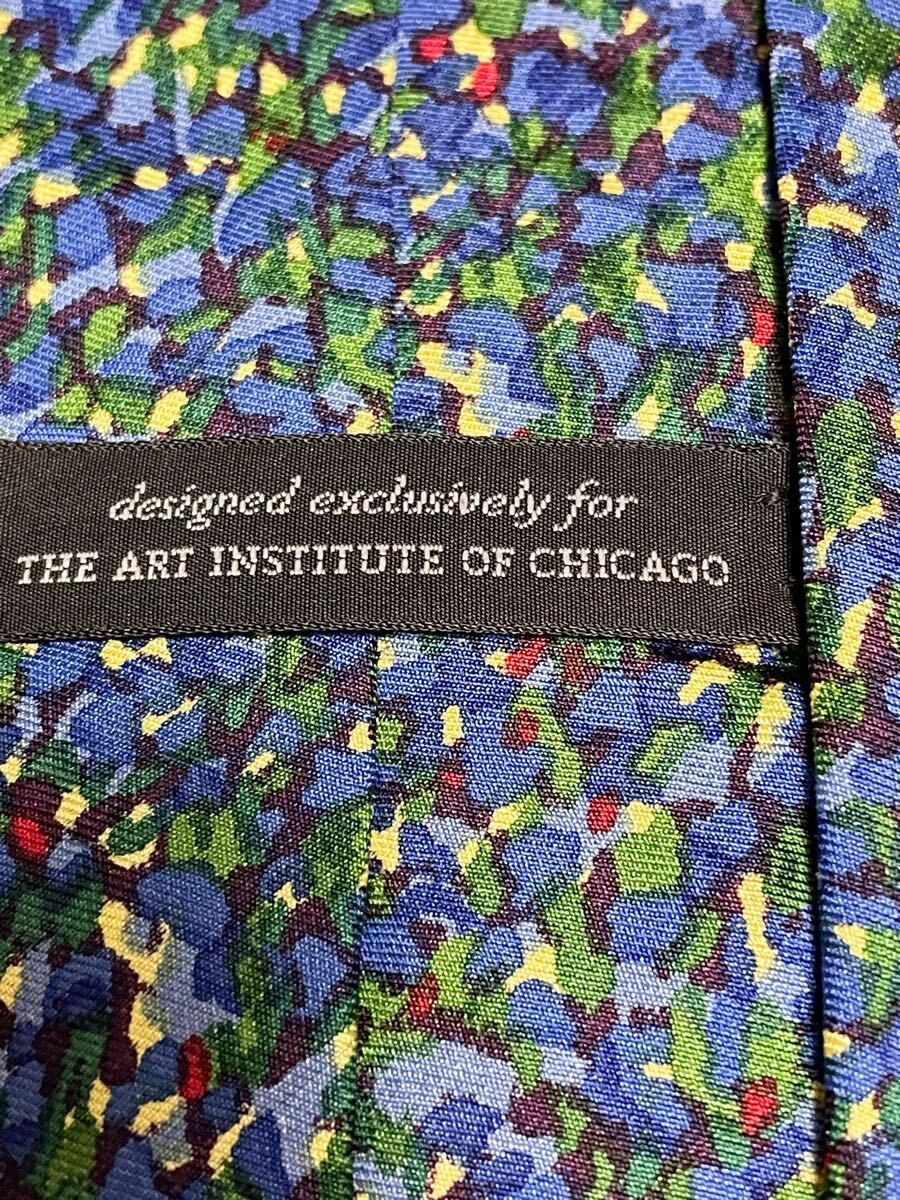 designed exclusively for
THE ART INSTITUTE OF CHICAGO